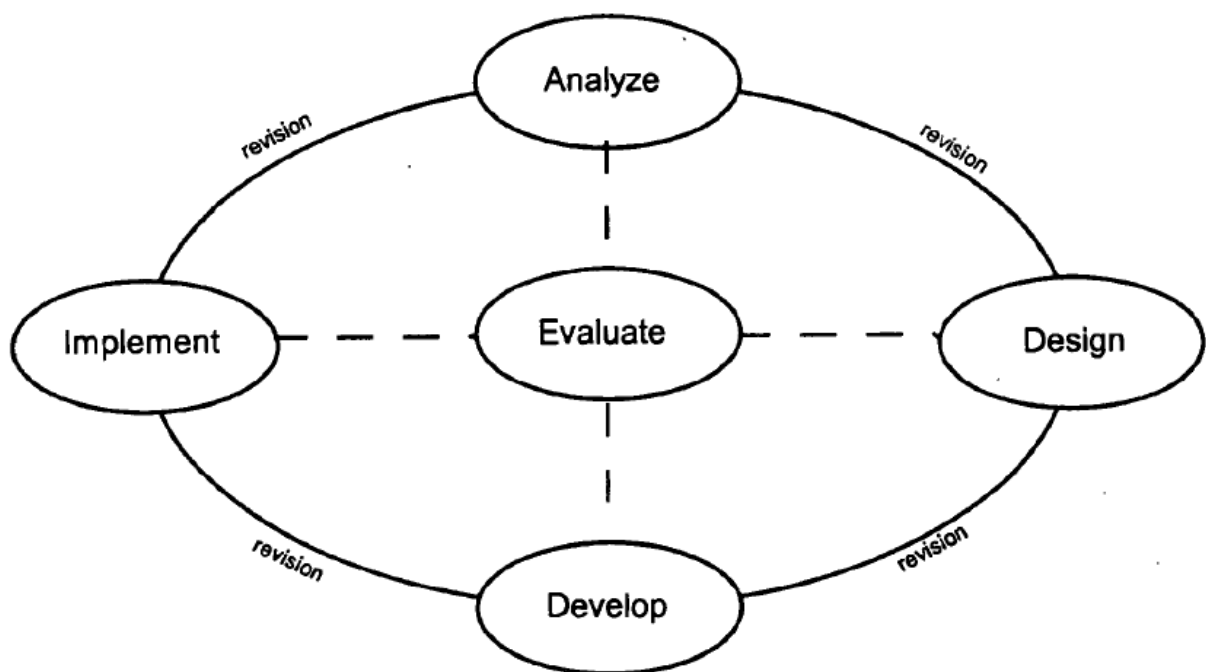 Analyze
revision
revision
Implement
Evaluate
Design
revision
revision
Develop